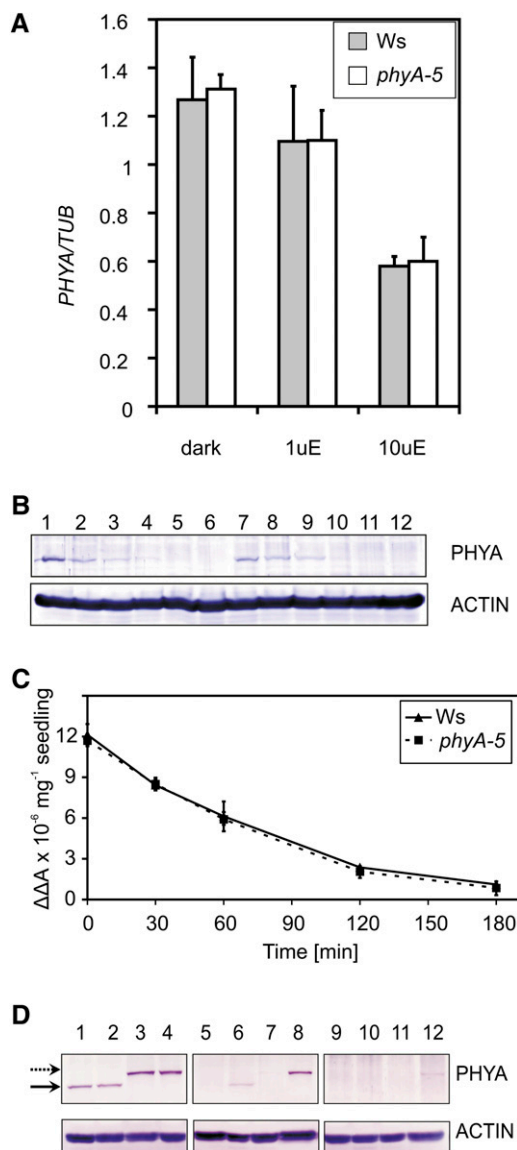 A
Ws
phyA-5
PHYA/TUB
1.6
1.4
1.2
1
0.8
0.6
0.4
0.2
0
dark 1uE 10uE
B
1 2 3 4 5 6 7 8 9 10 11 12
PHYA
ACTIN
C
Ws
phyA-5
ΔΔA x 10⁻⁶ mg⁻¹ seedling
12
9
6
3
0
0 30 60 90 120 150 180
Time [min]
D
1 2 3 4 5 6 7 8 9 10 11 12
PHYA
ACTIN